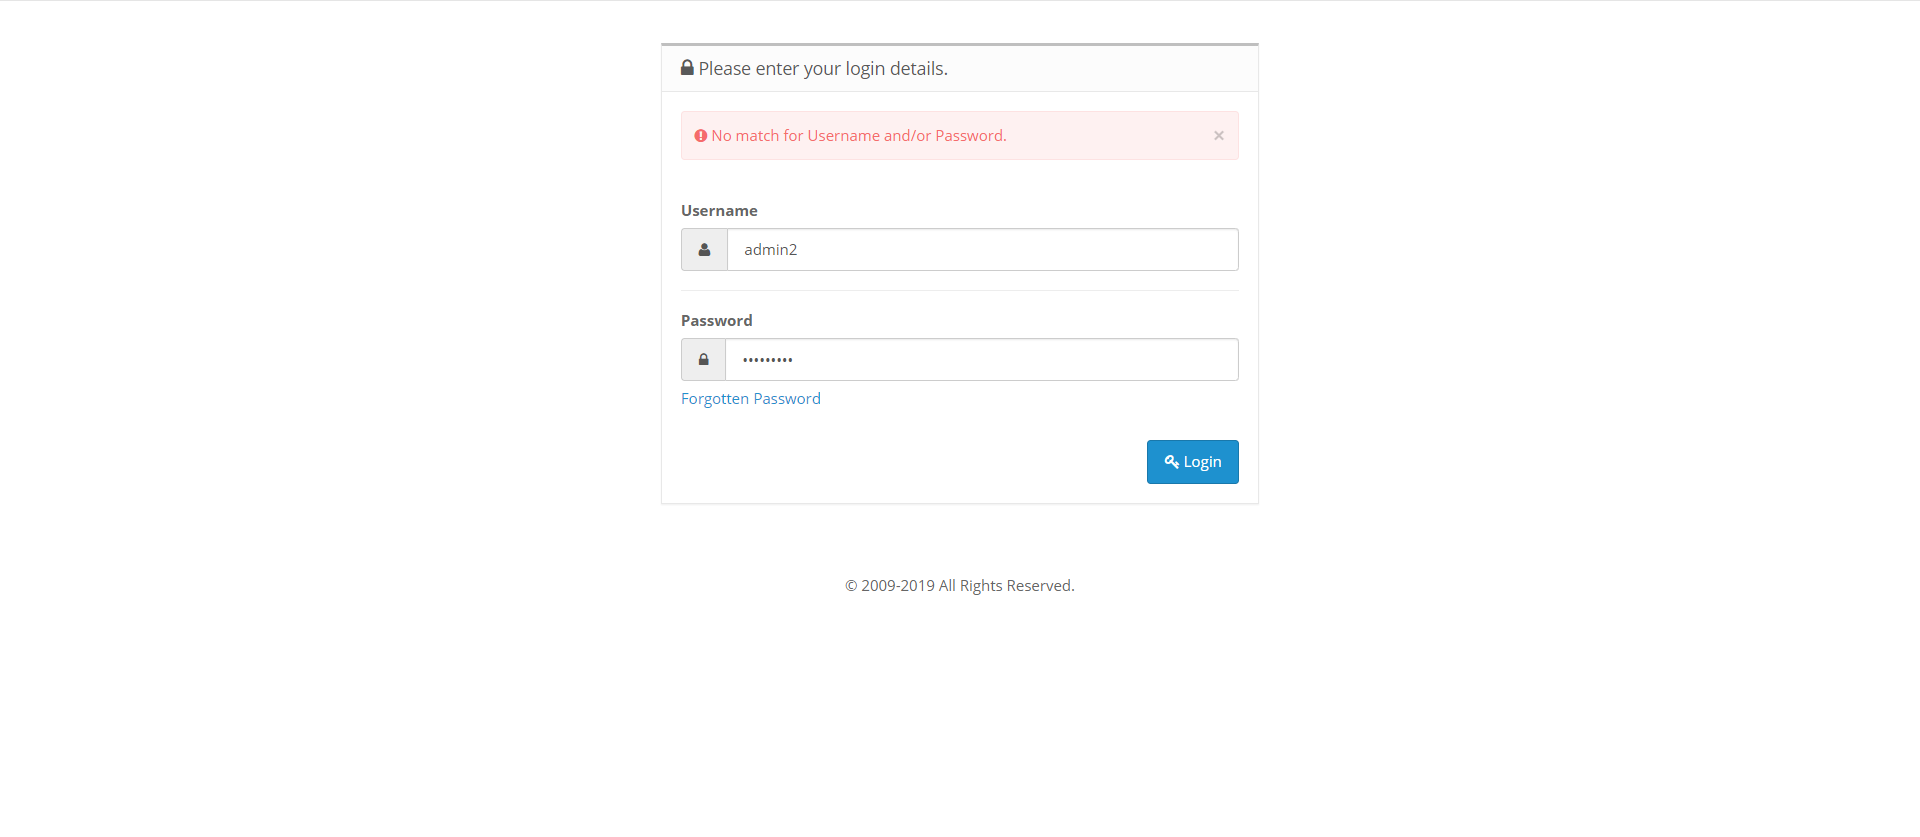 Please enter your login details.
No match for Username and/or Password.
×
Username
admin2
Password
•••••••••
Forgotten Password
Login
© 2009-2019 All Rights Reserved.